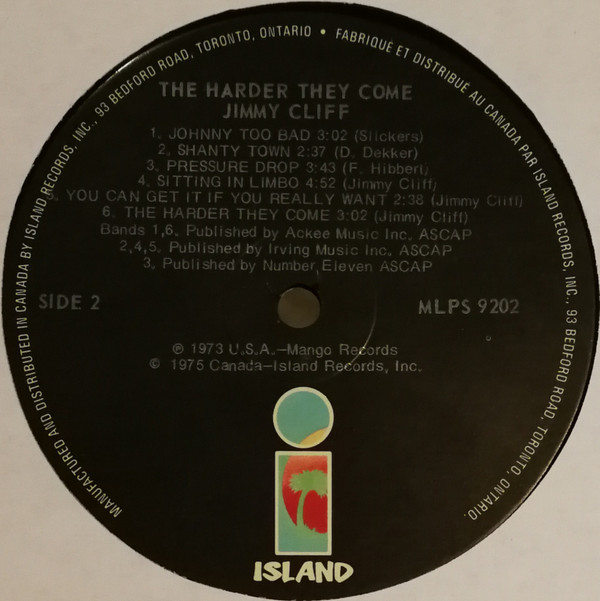 MANUFACTURED AND DISTRIBUTED IN CANADA BY ISLAND RECORDS, INC., 93 BEDFORD ROAD, TORONTO, ONTARIO • FABRIQUÉ ET DISTRIBUÉ AU CANADA PAR ISLAND RECORDS, INC., 93 BEDFORD ROAD, TORONTO, ONTARIO.
THE HARDER THEY COME
JIMMY CLIFF
1. JOHNNY TOO BAD 3:02 (Slickers)
2. SHANTY TOWN 2:37 (D. Dekker)
3. PRESSURE DROP 3:43 (F. Hibbert)
4. SITTING IN LIMBO 4:52 (Jimmy Cliff)
5. YOU CAN GET IT IF YOU REALLY WANT 2:38 (Jimmy Cliff)
6. THE HARDER THEY COME 3:02 (Jimmy Cliff)
Bands 1,6. Published by Ackee Music Inc. ASCAP
2,4,5. Published by Irving Music Inc. ASCAP
3. Published by Number Eleven ASCAP
SIDE 2
MLPS 9202
℗ 1973 U.S.A.—Mango Records
© 1975 Canada—Island Records, Inc.
ISLAND